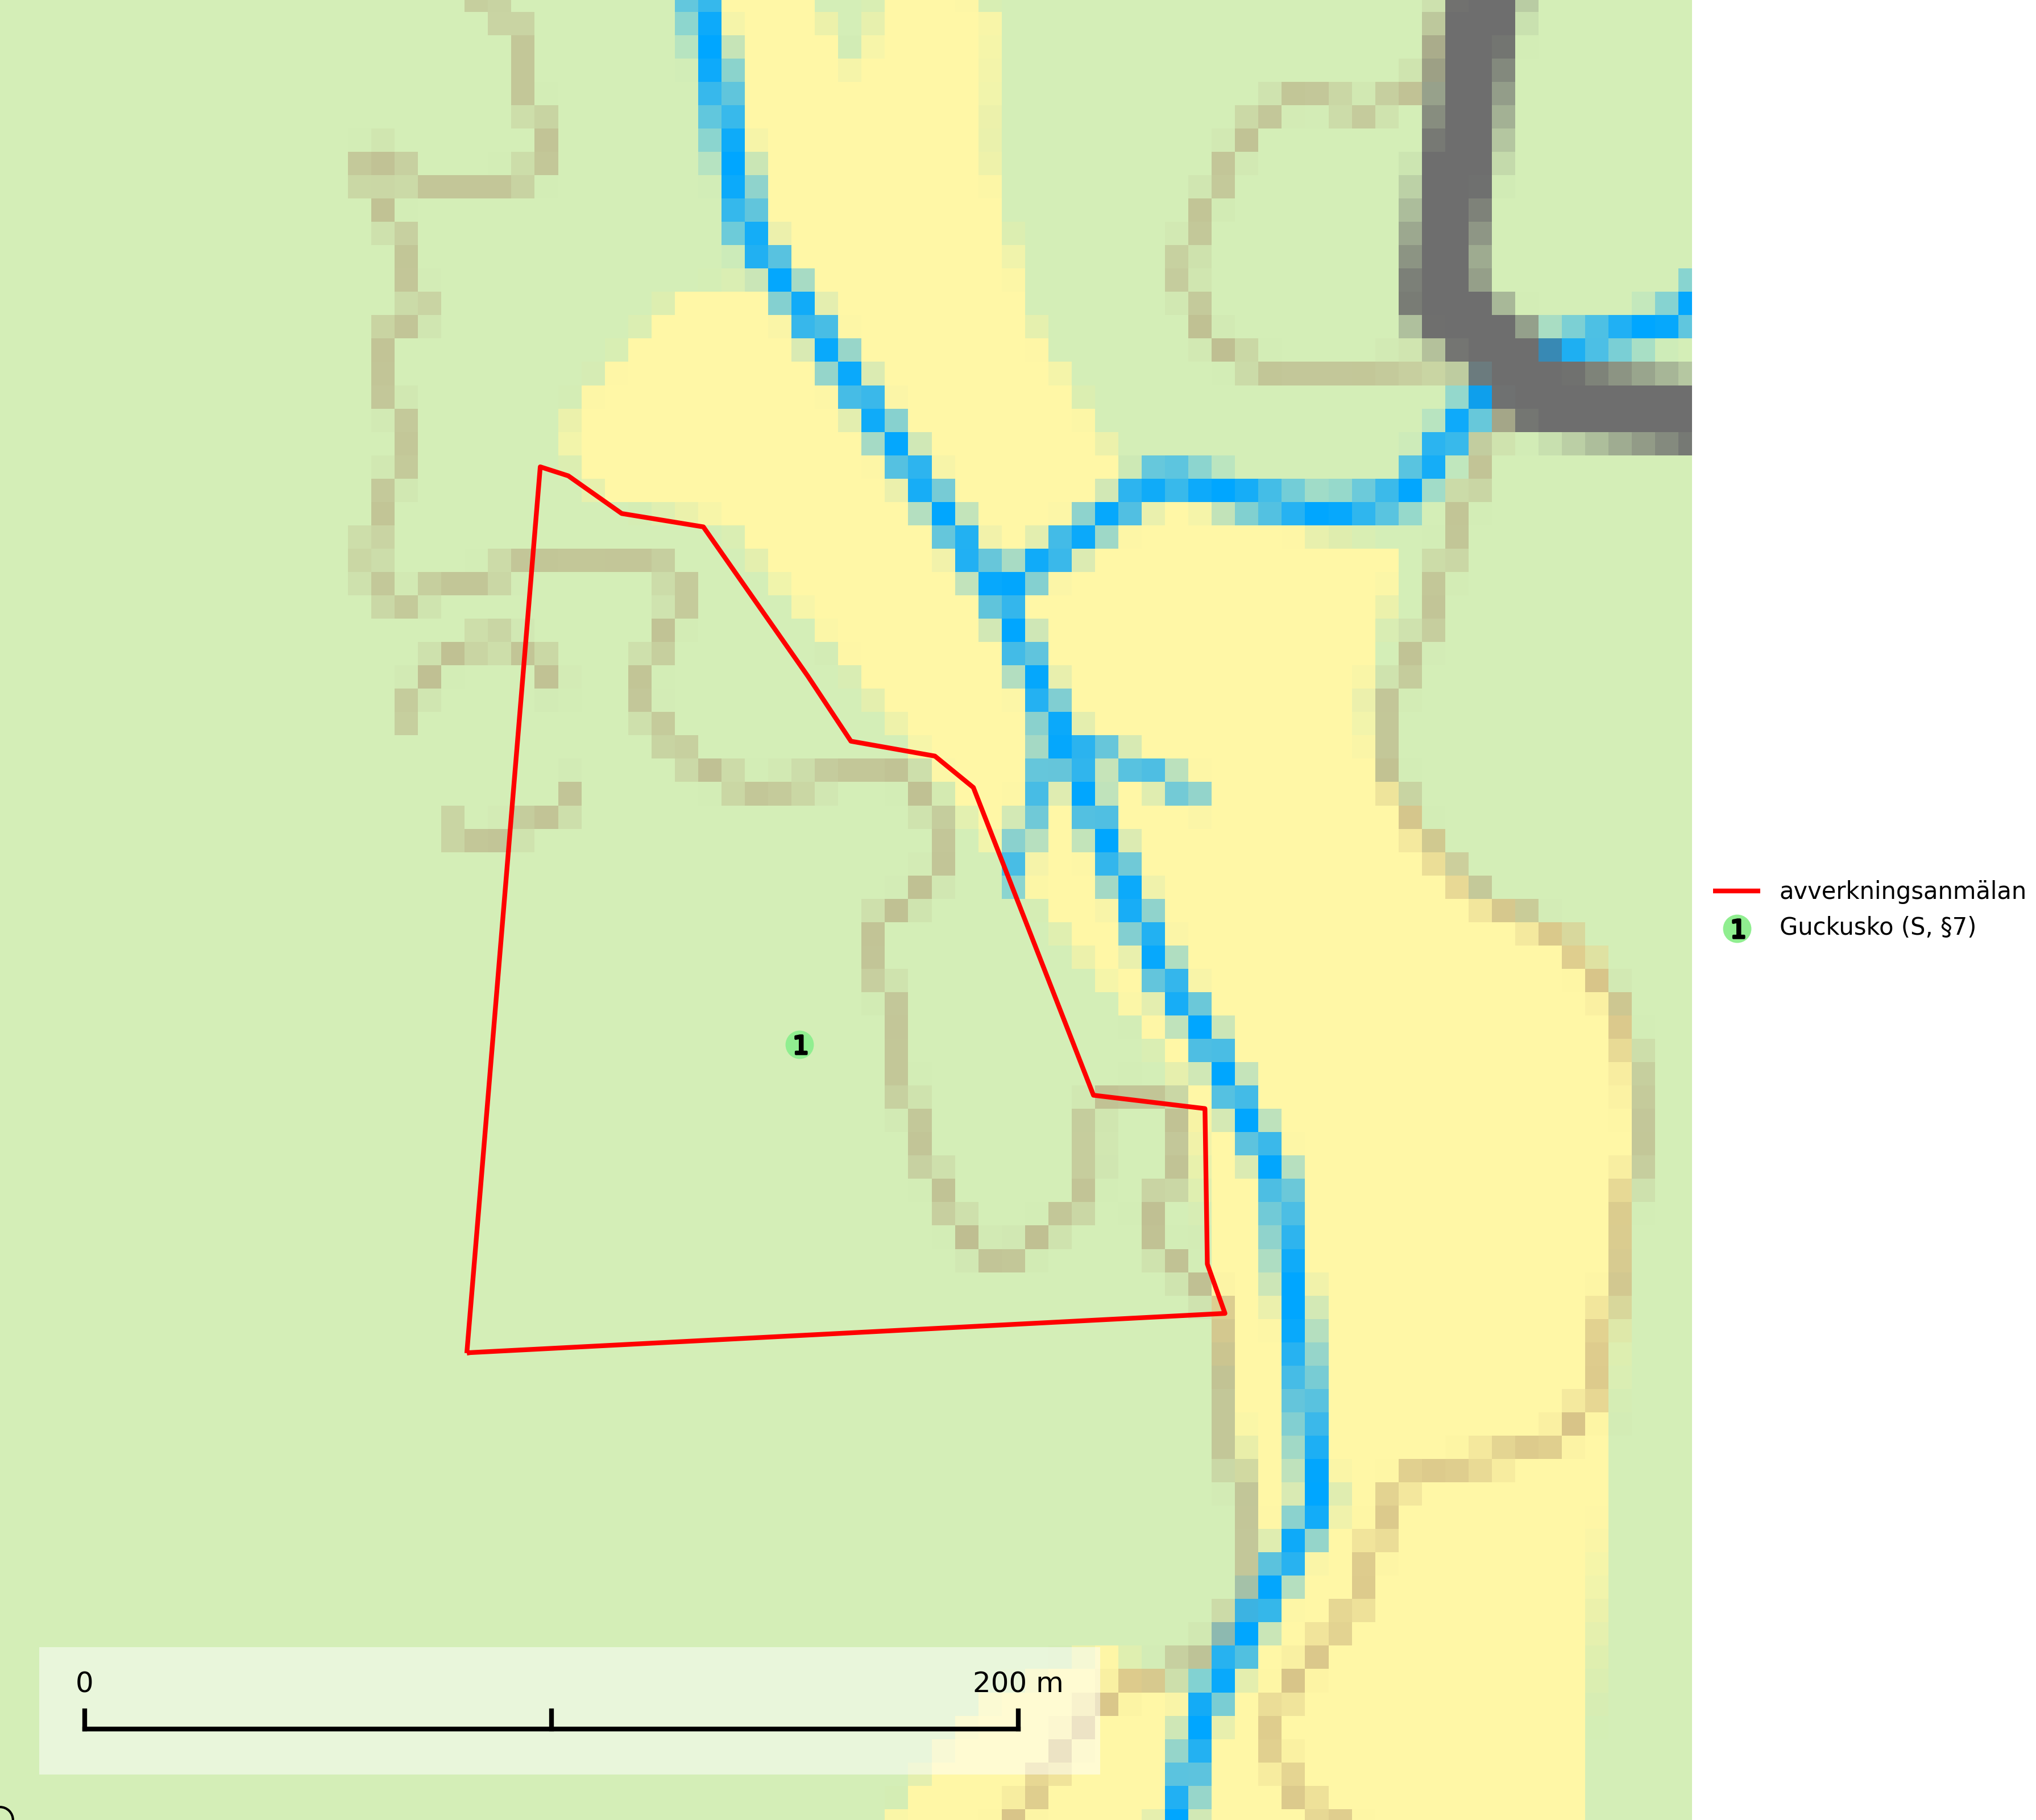 avverkningsanmälan
1 Guckusko (S, §7)
1
0 200 m